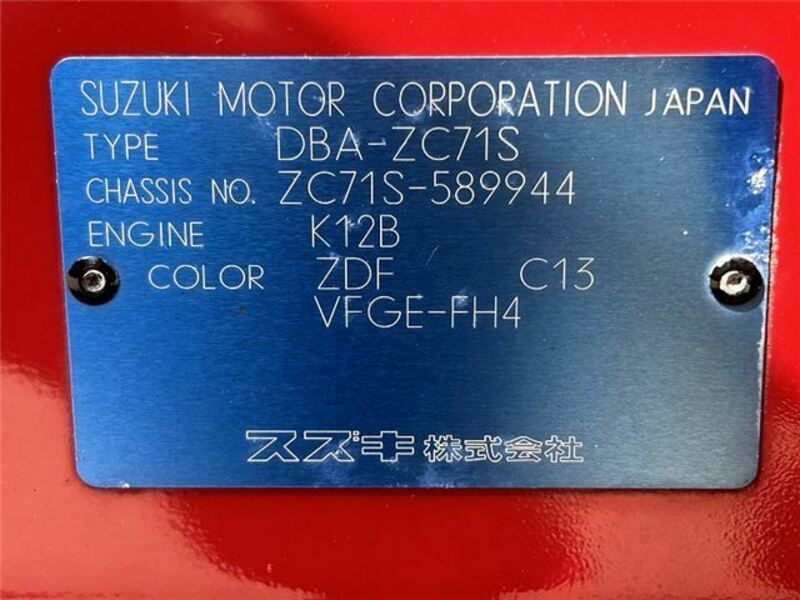 SUZUKI MOTOR CORPORATION JAPAN
TYPE DBA-ZC71S
CHASSIS NO. ZC71S-589944
ENGINE K12B
COLOR ZDF C13
VFGE-FH4
スズキ株式会社